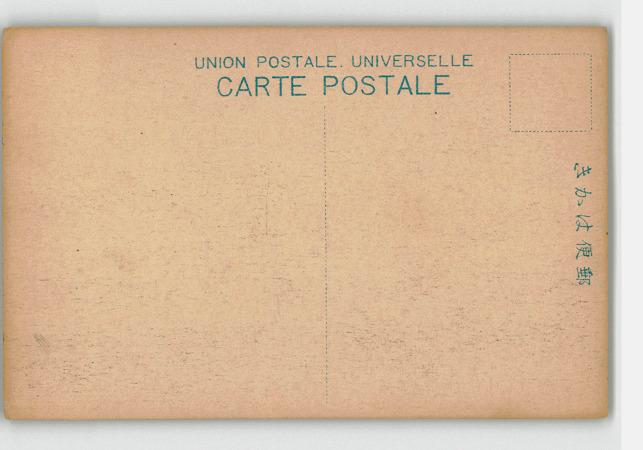 UNION POSTALE. UNIVERSELLE
CARTE POSTALE
郵便はかき